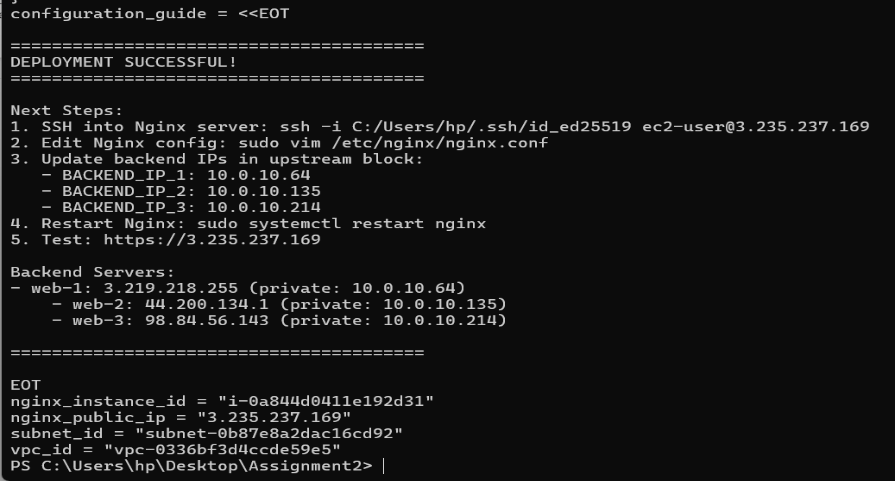 }
configuration_guide = <<EOT
========================================
DEPLOYMENT SUCCESSFUL!
========================================
Next Steps:
1. SSH into Nginx server: ssh -i C:/Users/hp/.ssh/id_ed25519 ec2-user@3.235.237.169
2. Edit Nginx config: sudo vim /etc/nginx/nginx.conf
3. Update backend IPs in upstream block:
   - BACKEND_IP_1: 10.0.10.64
   - BACKEND_IP_2: 10.0.10.135
   - BACKEND_IP_3: 10.0.10.214
4. Restart Nginx: sudo systemctl restart nginx
5. Test: https://3.235.237.169
Backend Servers:
- web-1: 3.219.218.255 (private: 10.0.10.64)
    - web-2: 44.200.134.1 (private: 10.0.10.135)
    - web-3: 98.84.56.143 (private: 10.0.10.214)
========================================
EOT
nginx_instance_id = "i-0a844d0411e192d31"
nginx_public_ip = "3.235.237.169"
subnet_id = "subnet-0b87e8a2dac16cd92"
vpc_id = "vpc-0336bf3d4ccde59e5"
PS C:\Users\hp\Desktop\Assignment2>